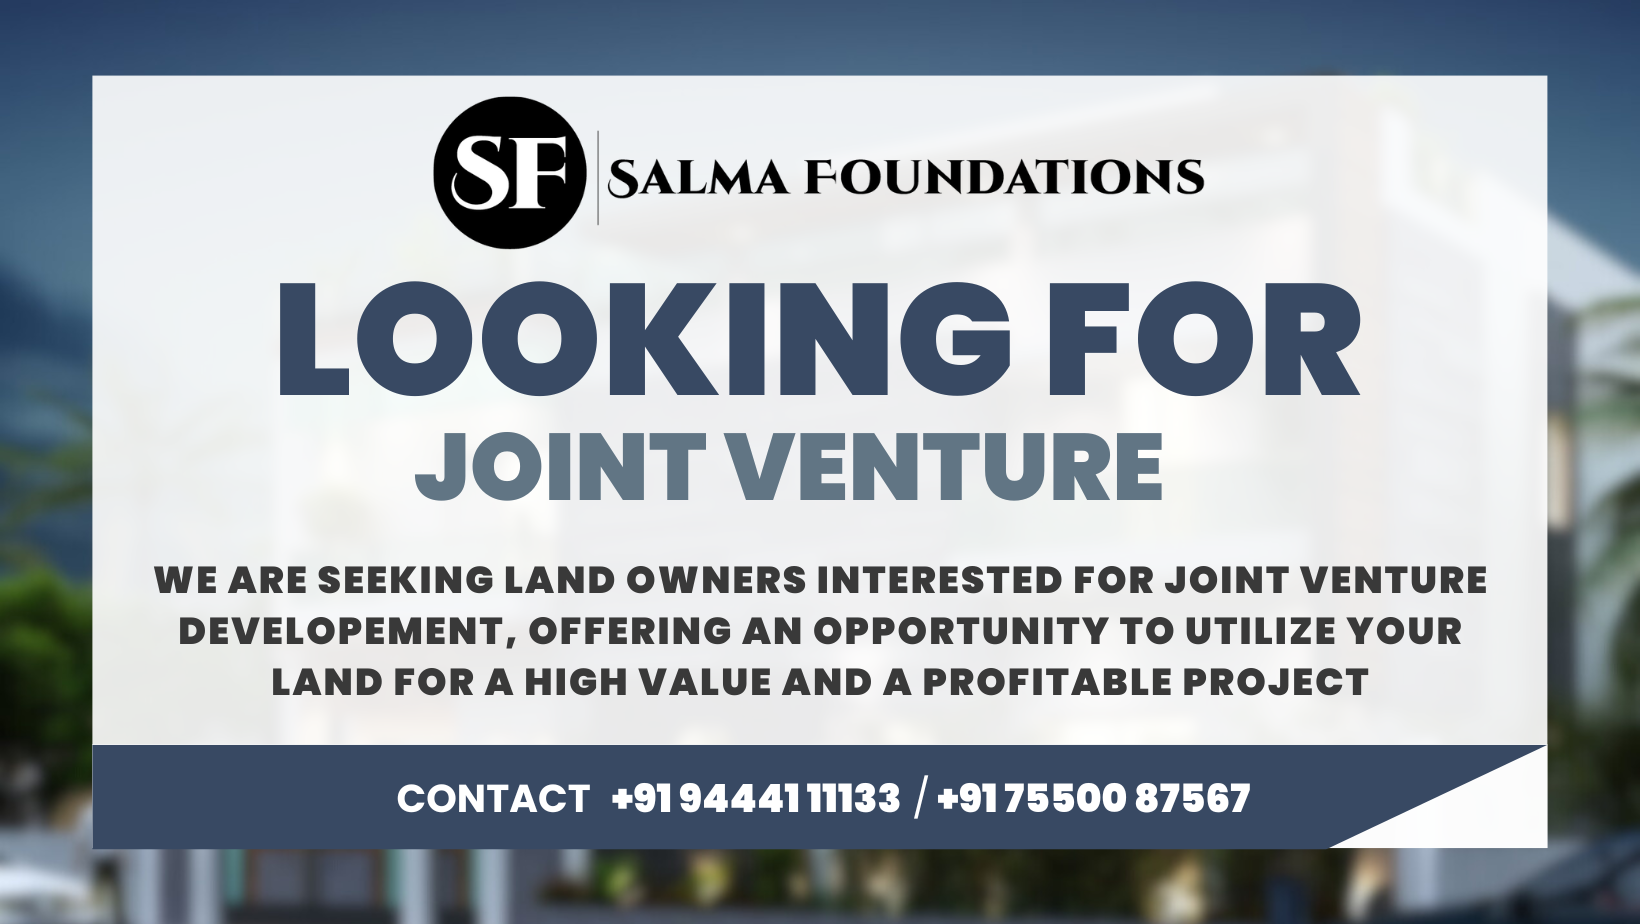 SF
SALMA FOUNDATIONS
LOOKING FOR
JOINT VENTURE
WE ARE SEEKING LAND OWNERS INTERESTED FOR JOINT VENTURE
DEVELOPEMENT, OFFERING AN OPPORTUNITY TO UTILIZE YOUR
LAND FOR A HIGH VALUE AND A PROFITABLE PROJECT
CONTACT +91 94441 11133 / +91 75500 87567